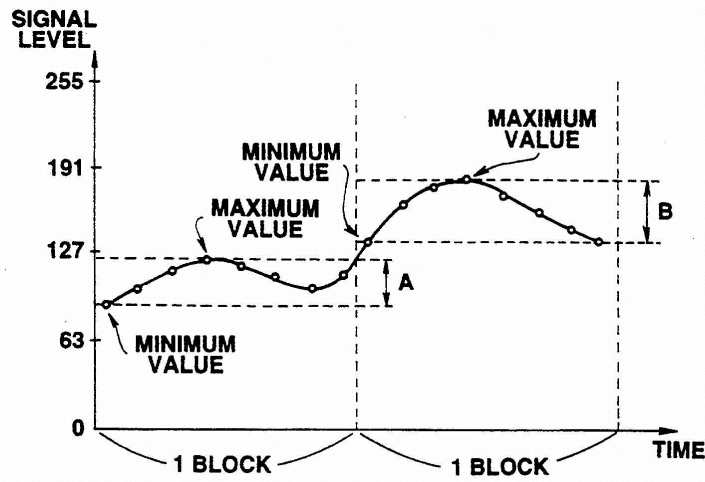 SIGNAL
LEVEL
255
MAXIMUM
VALUE
191
MINIMUM
VALUE
MAXIMUM
VALUE
B
127
A
MINIMUM
VALUE
63
0
TIME
1 BLOCK
1 BLOCK